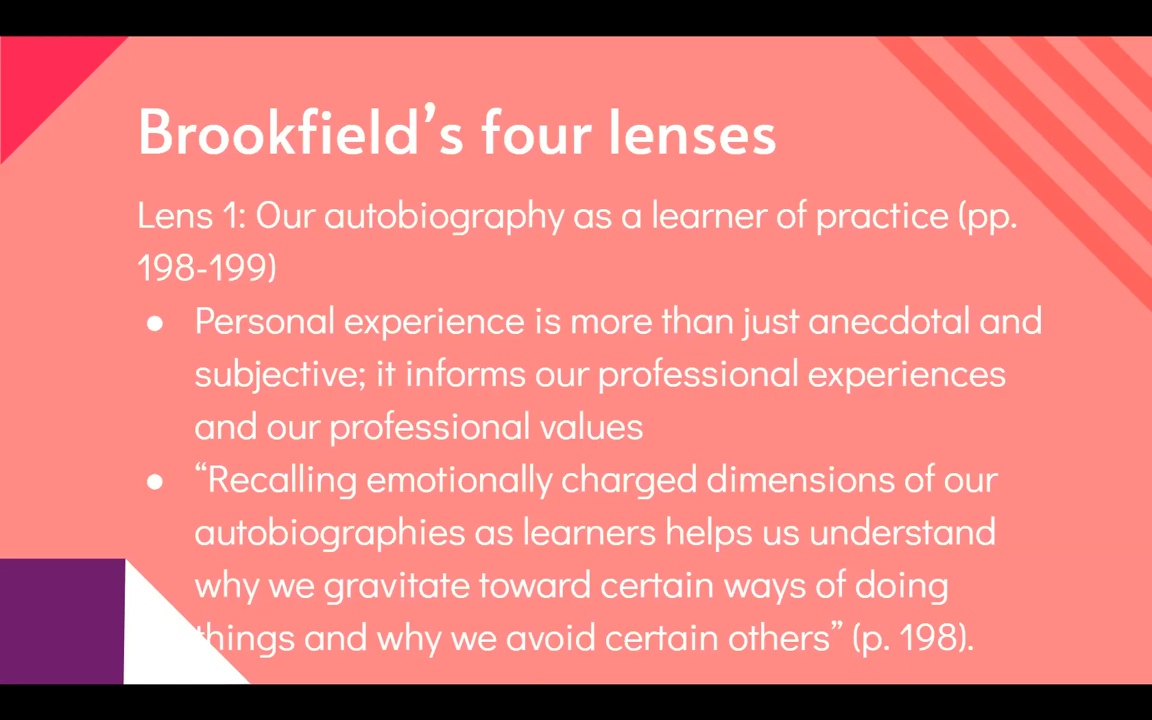 Brookfield’s four lenses
Lens 1: Our autobiography as a learner of practice (pp.
198-199)
● Personal experience is more than just anecdotal and
subjective; it informs our professional experiences
and our professional values
● “Recalling emotionally charged dimensions of our
autobiographies as learners helps us understand
why we gravitate toward certain ways of doing
things and why we avoid certain others” (p. 198).